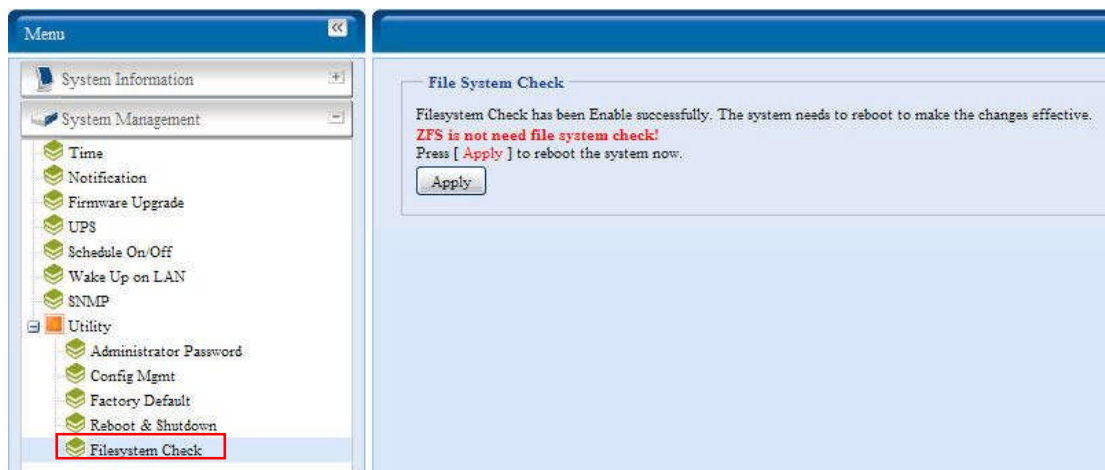 Menu
System Information
System Management
Time
Notification
Firmware Upgrade
UPS
Schedule On/Off
Wake Up on LAN
SNMP
Utility
Administrator Password
Config Mgmt
Factory Default
Reboot & Shutdown
Filesystem Check
File System Check
Filesystem Check has been Enable successfully. The system needs to reboot to make the changes effective.
ZFS is not need file system check!
Press [ Apply ] to reboot the system now.
Apply